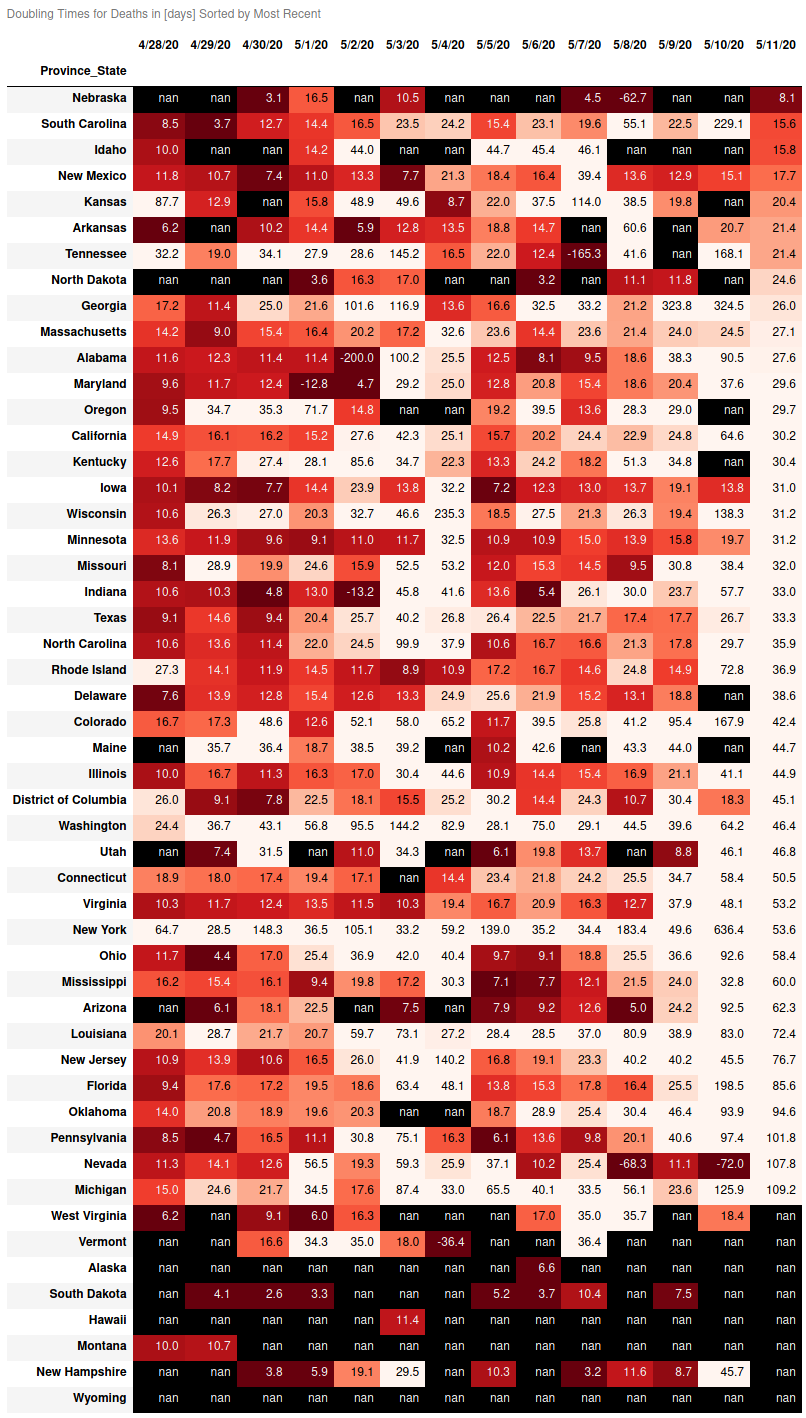 Doubling Times for Deaths in [days] Sorted by Most Recent
4/28/20 4/29/20 4/30/20 5/1/20 5/2/20 5/3/20 5/4/20 5/5/20 5/6/20 5/7/20 5/8/20 5/9/20 5/10/20 5/11/20
Province_State
Nebraska nan nan 3.1 16.5 nan 10.5 nan nan nan 4.5 -62.7 nan nan 8.1
South Carolina 8.5 3.7 12.7 14.4 16.5 23.5 24.2 15.4 23.1 19.6 55.1 22.5 229.1 15.6
Idaho 10.0 nan nan 14.2 44.0 nan nan 44.7 45.4 46.1 nan nan nan 15.8
New Mexico 11.8 10.7 7.4 11.0 13.3 7.7 21.3 18.4 16.4 39.4 13.6 12.9 15.1 17.7
Kansas 87.7 12.9 nan 15.8 48.9 49.6 8.7 22.0 37.5 114.0 38.5 19.8 nan 20.4
Arkansas 6.2 nan 10.2 14.4 5.9 12.8 13.5 18.8 14.7 nan 60.6 nan 20.7 21.4
Tennessee 32.2 19.0 34.1 27.9 28.6 145.2 16.5 22.0 12.4 -165.3 41.6 nan 168.1 21.4
North Dakota nan nan nan 3.6 16.3 17.0 nan nan 3.2 nan 11.1 11.8 nan 24.6
Georgia 17.2 11.4 25.0 21.6 101.6 116.9 13.6 16.6 32.5 33.2 21.2 323.8 324.5 26.0
Massachusetts 14.2 9.0 15.4 16.4 20.2 17.2 32.6 23.6 14.4 23.6 21.4 24.0 24.5 27.1
Alabama 11.6 12.3 11.4 11.4 -200.0 100.2 25.5 12.5 8.1 9.5 18.6 38.3 90.5 27.6
Maryland 9.6 11.7 12.4 -12.8 4.7 29.2 25.0 12.8 20.8 15.4 18.6 20.4 37.6 29.6
Oregon 9.5 34.7 35.3 71.7 14.8 nan nan 19.2 39.5 13.6 28.3 29.0 nan 29.7
California 14.9 16.1 16.2 15.2 27.6 42.3 25.1 15.7 20.2 24.4 22.9 24.8 64.6 30.2
Kentucky 12.6 17.7 27.4 28.1 85.6 34.7 22.3 13.3 24.2 18.2 51.3 34.8 nan 30.4
Iowa 10.1 8.2 7.7 14.4 23.9 13.8 32.2 7.2 12.3 13.0 13.7 19.1 13.8 31.0
Wisconsin 10.6 26.3 27.0 20.3 32.7 46.6 235.3 18.5 27.5 21.3 26.3 19.4 138.3 31.2
Minnesota 13.6 11.9 9.6 9.1 11.0 11.7 32.5 10.9 10.9 15.0 13.9 15.8 19.7 31.2
Missouri 8.1 28.9 19.9 24.6 15.9 52.5 53.2 12.0 15.3 14.5 9.5 30.8 38.4 32.0
Indiana 10.6 10.3 4.8 13.0 -13.2 45.8 41.6 13.6 5.4 26.1 30.0 23.7 57.7 33.0
Texas 9.1 14.6 9.4 20.4 25.7 40.2 26.8 26.4 22.5 21.7 17.4 17.7 26.7 33.3
North Carolina 10.6 13.6 11.4 22.0 24.5 99.9 37.9 10.6 16.7 16.6 21.3 17.8 29.7 35.9
Rhode Island 27.3 14.1 11.9 14.5 11.7 8.9 10.9 17.2 16.7 14.6 24.8 14.9 72.8 36.9
Delaware 7.6 13.9 12.8 15.4 12.6 13.3 24.9 25.6 21.9 15.2 13.1 18.8 nan 38.6
Colorado 16.7 17.3 48.6 12.6 52.1 58.0 65.2 11.7 39.5 25.8 41.2 95.4 167.9 42.4
Maine nan 35.7 36.4 18.7 38.5 39.2 nan 10.2 42.6 nan 43.3 44.0 nan 44.7
Illinois 10.0 16.7 11.3 16.3 17.0 30.4 44.6 10.9 14.4 15.4 16.9 21.1 41.1 44.9
District of Columbia 26.0 9.1 7.8 22.5 18.1 15.5 25.2 30.2 14.4 24.3 10.7 30.4 18.3 45.1
Washington 24.4 36.7 43.1 56.8 95.5 144.2 82.9 28.1 75.0 29.1 44.5 39.6 64.2 46.4
Utah nan 7.4 31.5 nan 11.0 34.3 nan 6.1 19.8 13.7 nan 8.8 46.1 46.8
Connecticut 18.9 18.0 17.4 19.4 17.1 nan 14.4 23.4 21.8 24.2 25.5 34.7 58.4 50.5
Virginia 10.3 11.7 12.4 13.5 11.5 10.3 19.4 16.7 20.9 16.3 12.7 37.9 48.1 53.2
New York 64.7 28.5 148.3 36.5 105.1 33.2 59.2 139.0 35.2 34.4 183.4 49.6 636.4 53.6
Ohio 11.7 4.4 17.0 25.4 36.9 42.0 40.4 9.7 9.1 18.8 25.5 36.6 92.6 58.4
Mississippi 16.2 15.4 16.1 9.4 19.8 17.2 30.3 7.1 7.7 12.1 21.5 24.0 32.8 60.0
Arizona nan 6.1 18.1 22.5 nan 7.5 nan 7.9 9.2 12.6 5.0 24.2 92.5 62.3
Louisiana 20.1 28.7 21.7 20.7 59.7 73.1 27.2 28.4 28.5 37.0 80.9 38.9 83.0 72.4
New Jersey 10.9 13.9 10.6 16.5 26.0 41.9 140.2 16.8 19.1 23.3 40.2 40.2 45.5 76.7
Florida 9.4 17.6 17.2 19.5 18.6 63.4 48.1 13.8 15.3 17.8 16.4 25.5 198.5 85.6
Oklahoma 14.0 20.8 18.9 19.6 20.3 nan nan 18.7 28.9 25.4 30.4 46.4 93.9 94.6
Pennsylvania 8.5 4.7 16.5 11.1 30.8 75.1 16.3 6.1 13.6 9.8 20.1 40.6 97.4 101.8
Nevada 11.3 14.1 12.6 56.5 19.3 59.3 25.9 37.1 10.2 25.4 -68.3 11.1 -72.0 107.8
Michigan 15.0 24.6 21.7 34.5 17.6 87.4 33.0 65.5 40.1 33.5 56.1 23.6 125.9 109.2
West Virginia 6.2 nan 9.1 6.0 16.3 nan nan nan 17.0 35.0 35.7 nan 18.4 nan
Vermont nan nan 16.6 34.3 35.0 18.0 -36.4 nan nan 36.4 nan nan nan nan
Alaska nan nan nan nan nan nan nan nan 6.6 nan nan nan nan nan
South Dakota nan 4.1 2.6 3.3 nan nan nan 5.2 3.7 10.4 nan 7.5 nan nan
Hawaii nan nan nan nan nan 11.4 nan nan nan nan nan nan nan nan
Montana 10.0 10.7 nan nan nan nan nan nan nan nan nan nan nan nan
New Hampshire nan nan 3.8 5.9 19.1 29.5 nan 10.3 nan 3.2 11.6 8.7 45.7 nan
Wyoming nan nan nan nan nan nan nan nan nan nan nan nan nan nan